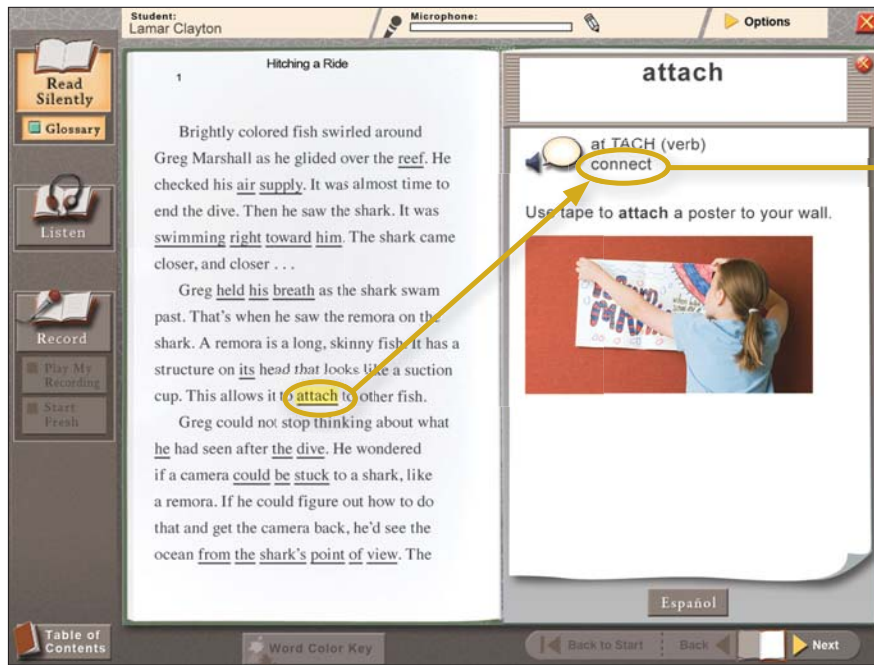 Student:
Lamar Clayton
Microphone:
Options
Read
Silently
Glossary
Listen
Record
Play My
Recording
Start
Fresh
Hitching a Ride
1
Brightly colored fish swirled around
Greg Marshall as he glided over the reef. He
checked his air supply. It was almost time to
end the dive. Then he saw the shark. It was
swimming right toward him. The shark came
closer, and closer . . .
Greg held his breath as the shark swam
past. That's when he saw the remora on the
shark. A remora is a long, skinny fish. It has a
structure on its head that looks like a suction
cup. This allows it to attach to other fish.
Greg could not stop thinking about what
he had seen after the dive. He wondered
if a camera could be stuck to a shark, like
a remora. If he could figure out how to do
that and get the camera back, he'd see the
ocean from the shark's point of view. The
attach
at TACH (verb)
connect
Use tape to attach a poster to your wall.
Español
Table of
Contents
Word Color Key
Back to Start
Back
Next